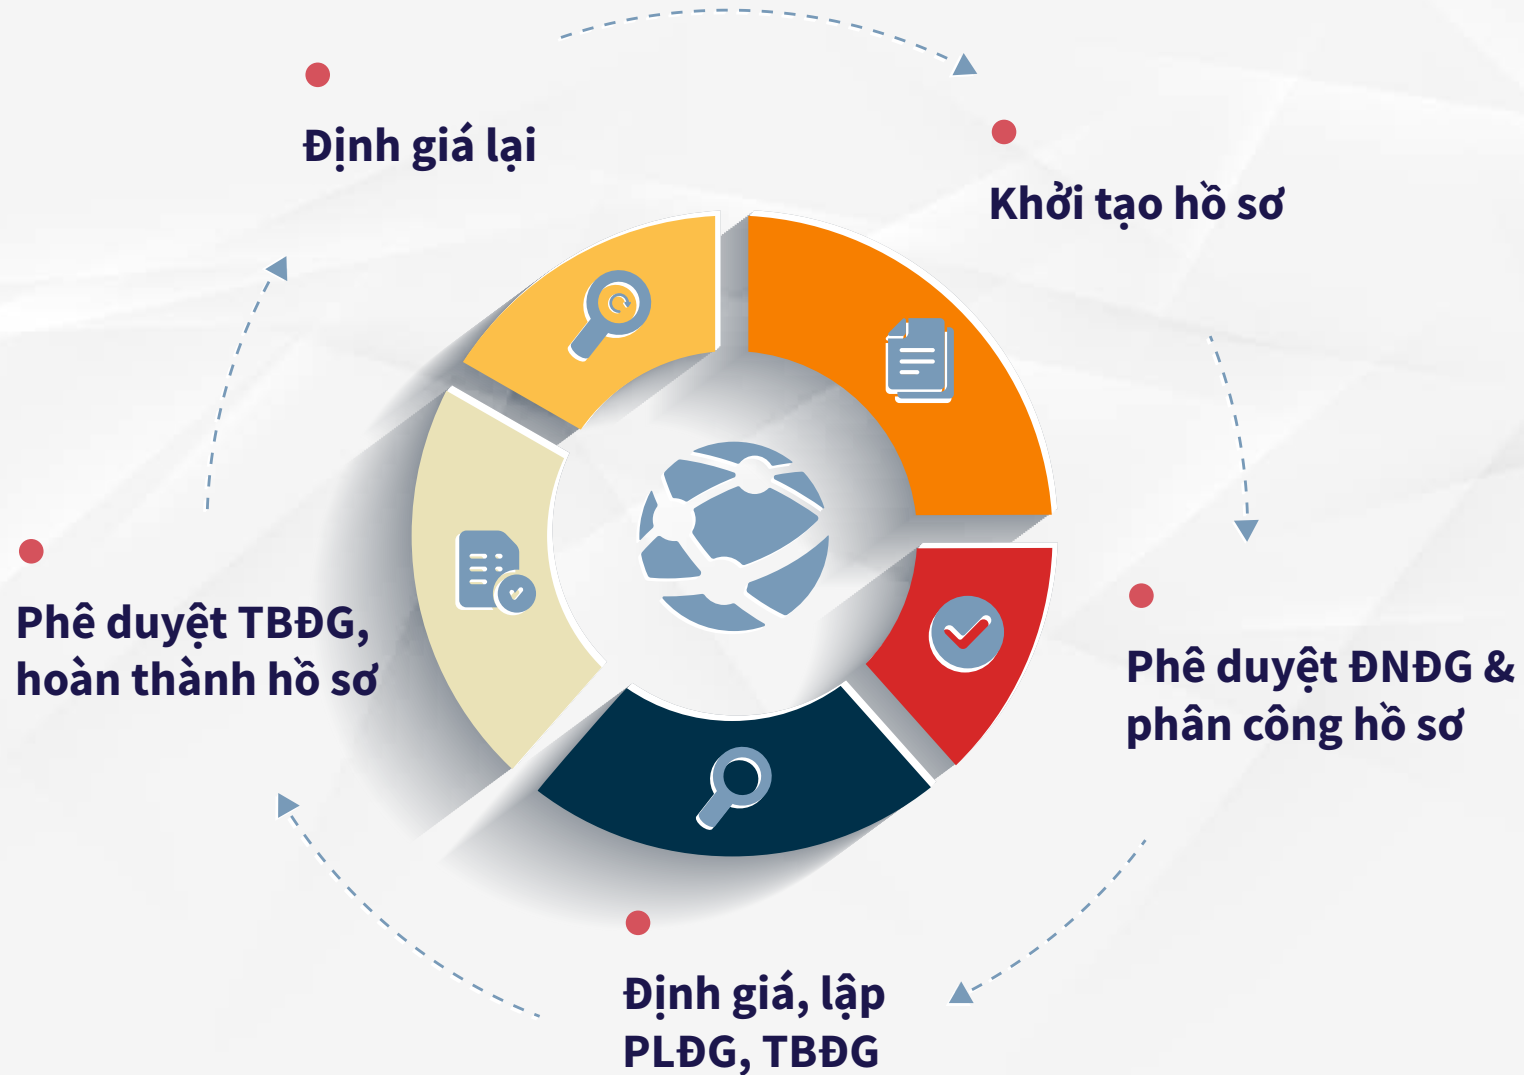 Định giá lại
Khởi tạo hồ sơ
Phê duyệt TBĐG,
hoàn thành hồ sơ
Phê duyệt ĐNĐG &
phân công hồ sơ
Định giá, lập
PLĐG, TBĐG